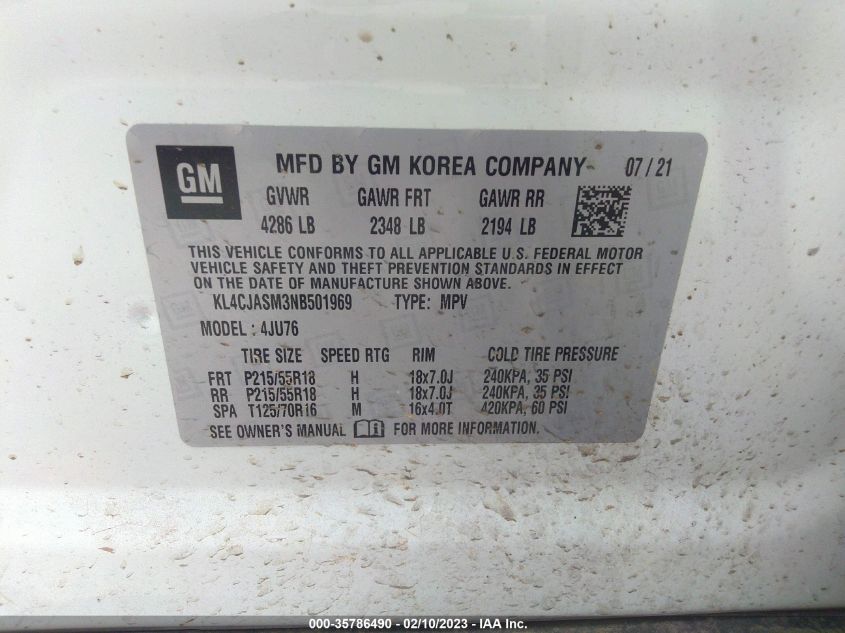 GM
MFD BY GM KOREA COMPANY 07/21
GVWR GAWR FRT GAWR RR
4286 LB 2348 LB 2194 LB
THIS VEHICLE CONFORMS TO ALL APPLICABLE U.S. FEDERAL MOTOR
VEHICLE SAFETY AND THEFT PREVENTION STANDARDS IN EFFECT
ON THE DATE OF MANUFACTURE SHOWN ABOVE.
KL4CJASM3NB501969 TYPE: MPV
MODEL: 4JU76
TIRE SIZE SPEED RTG RIM COLD TIRE PRESSURE
FRT P215/55R18 H 18x7.0J 240KPA, 35 PSI
RR P215/55R18 H 18x7.0J 240KPA, 35 PSI
SPA T125/70R16 M 16x4.0T 420KPA, 60 PSI
SEE OWNER'S MANUAL FOR MORE INFORMATION.
000-35786490 - 02/10/2023 - IAA Inc.